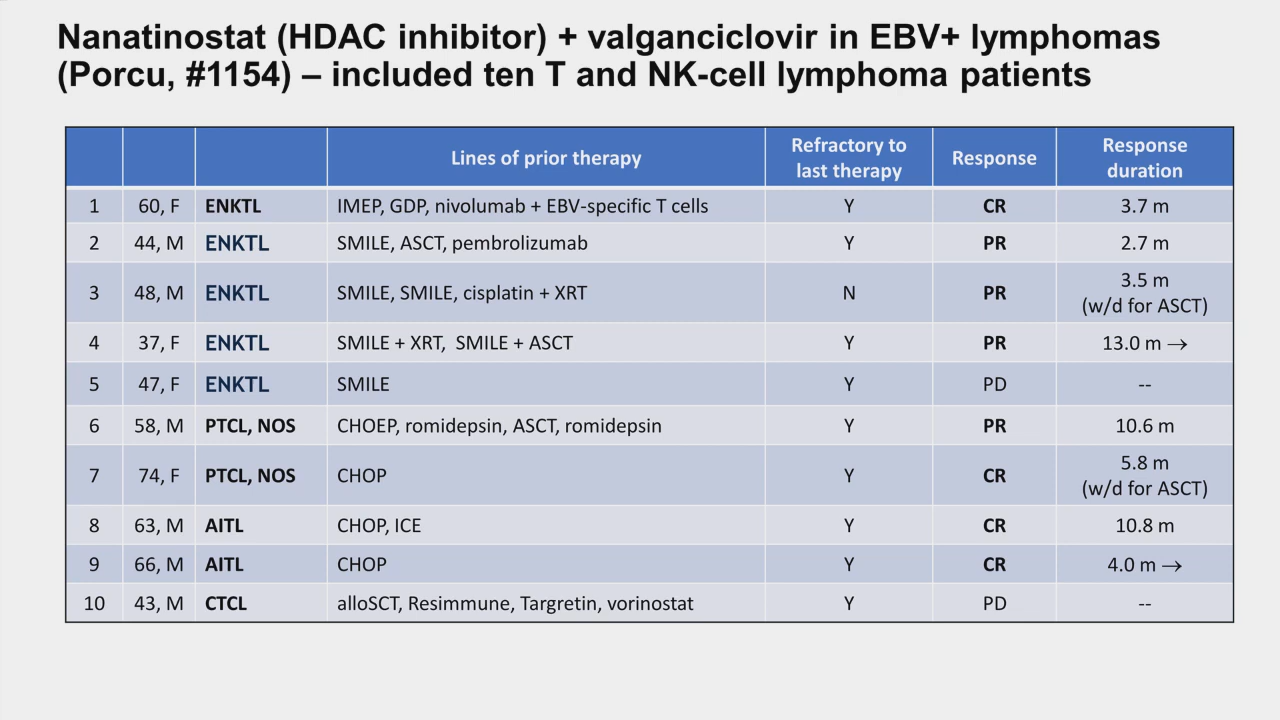 Nanatinostat (HDAC inhibitor) + valganciclovir in EBV+ lymphomas
(Porcu, #1154) – included ten T and NK-cell lymphoma patients
Lines of prior therapy Refractory to last therapy Response Response duration
1 60, F ENKTL IMEP, GDP, nivolumab + EBV-specific T cells Y CR 3.7 m
2 44, M ENKTL SMILE, ASCT, pembrolizumab Y PR 2.7 m
3 48, M ENKTL SMILE, SMILE, cisplatin + XRT N PR 3.5 m (w/d for ASCT)
4 37, F ENKTL SMILE + XRT, SMILE + ASCT Y PR 13.0 m →
5 47, F ENKTL SMILE Y PD --
6 58, M PTCL, NOS CHOEP, romidepsin, ASCT, romidepsin Y PR 10.6 m
7 74, F PTCL, NOS CHOP Y CR 5.8 m (w/d for ASCT)
8 63, M AITL CHOP, ICE Y CR 10.8 m
9 66, M AITL CHOP Y CR 4.0 m →
10 43, M CTCL alloSCT, Resimmune, Targretin, vorinostat Y PD --